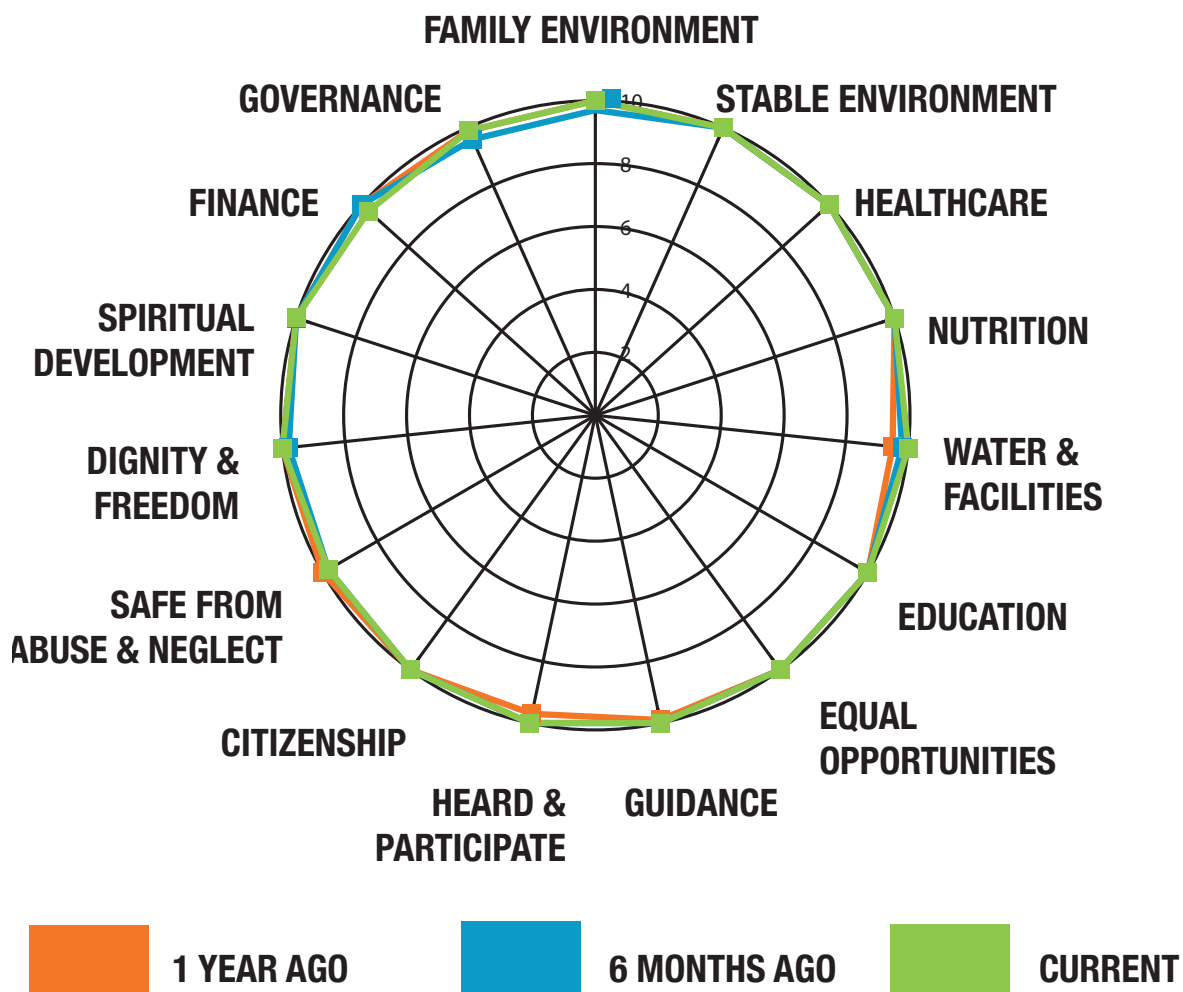 FAMILY ENVIRONMENT
GOVERNANCE
10
STABLE ENVIRONMENT
8
FINANCE
HEALTHCARE
6
4
SPIRITUAL
DEVELOPMENT
NUTRITION
2
DIGNITY &
FREEDOM
WATER &
FACILITIES
SAFE FROM
ABUSE & NEGLECT
EDUCATION
CITIZENSHIP
EQUAL
OPPORTUNITIES
HEARD &
PARTICIPATE
GUIDANCE
1 YEAR AGO
6 MONTHS AGO
CURRENT